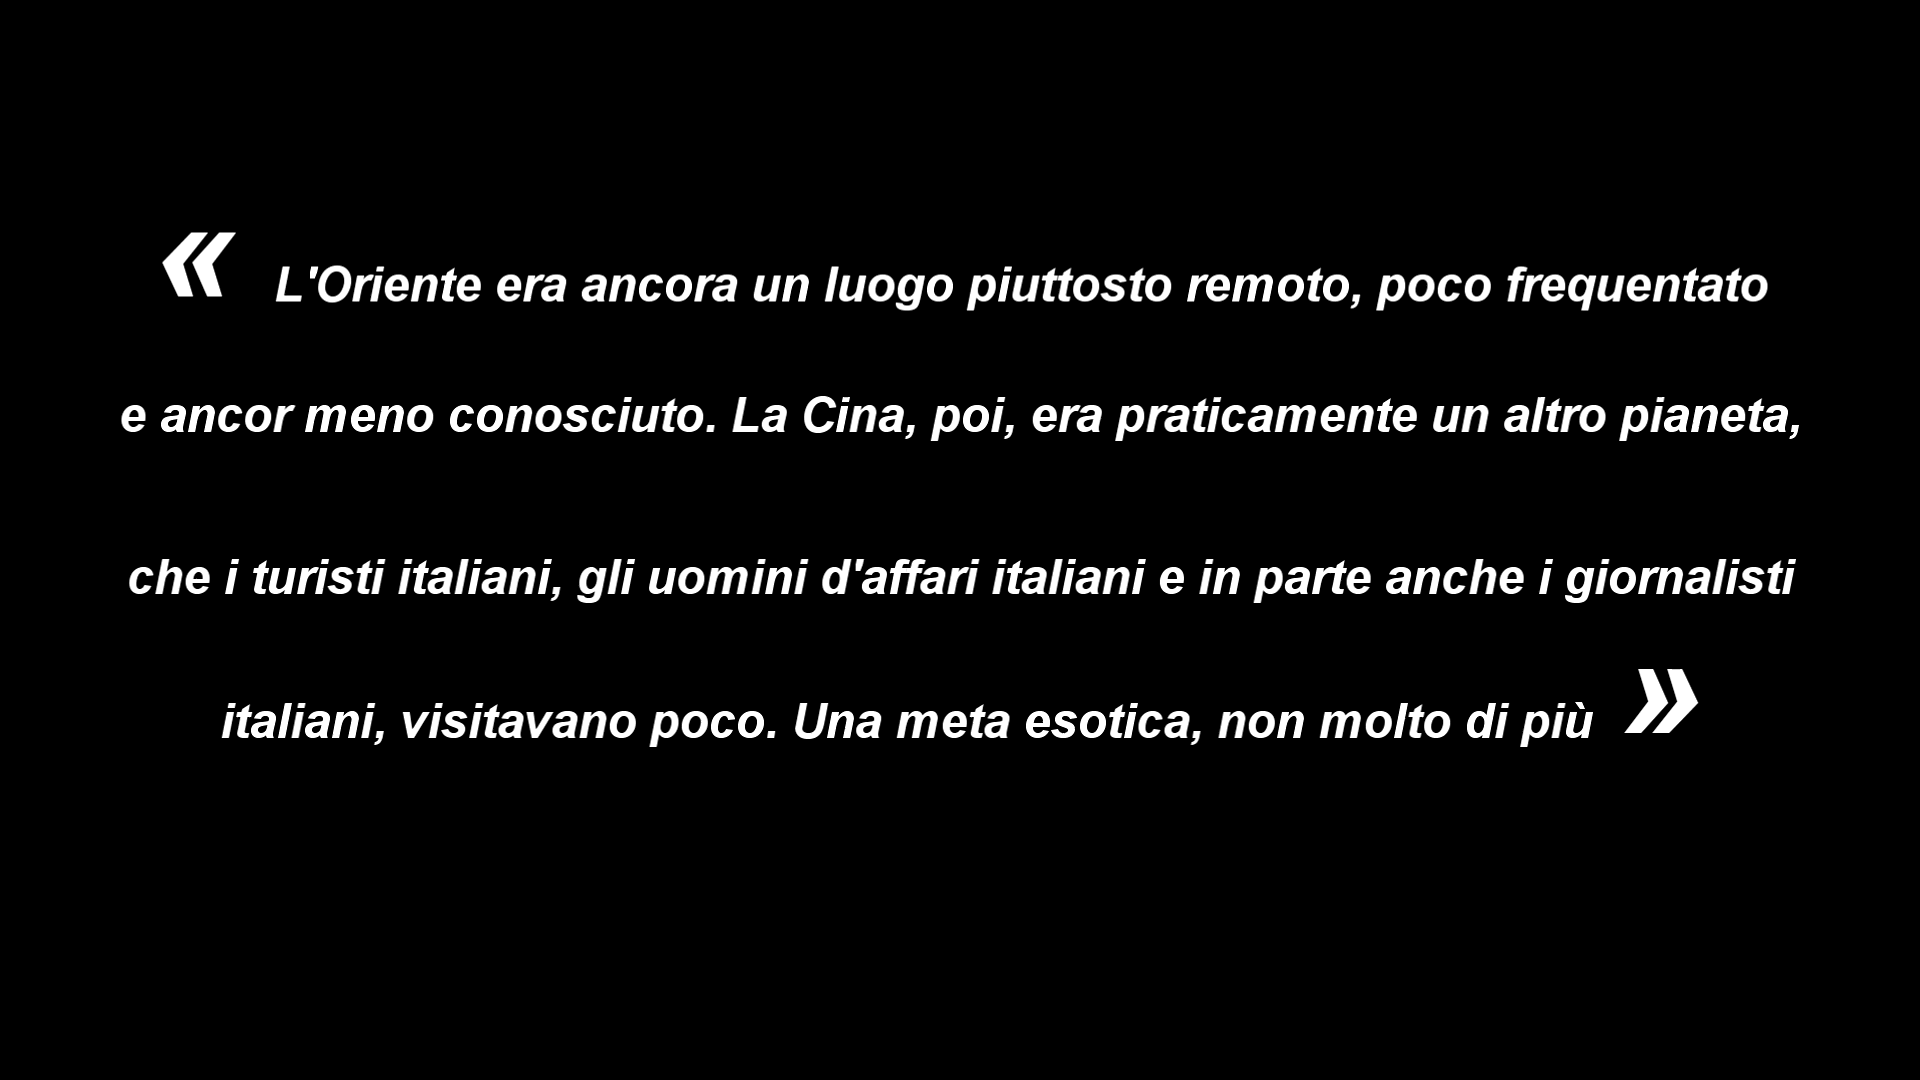 « L'Oriente era ancora un luogo piuttosto remoto, poco frequentato
e ancor meno conosciuto. La Cina, poi, era praticamente un altro pianeta,
che i turisti italiani, gli uomini d'affari italiani e in parte anche i giornalisti
italiani, visitavano poco. Una meta esotica, non molto di più »